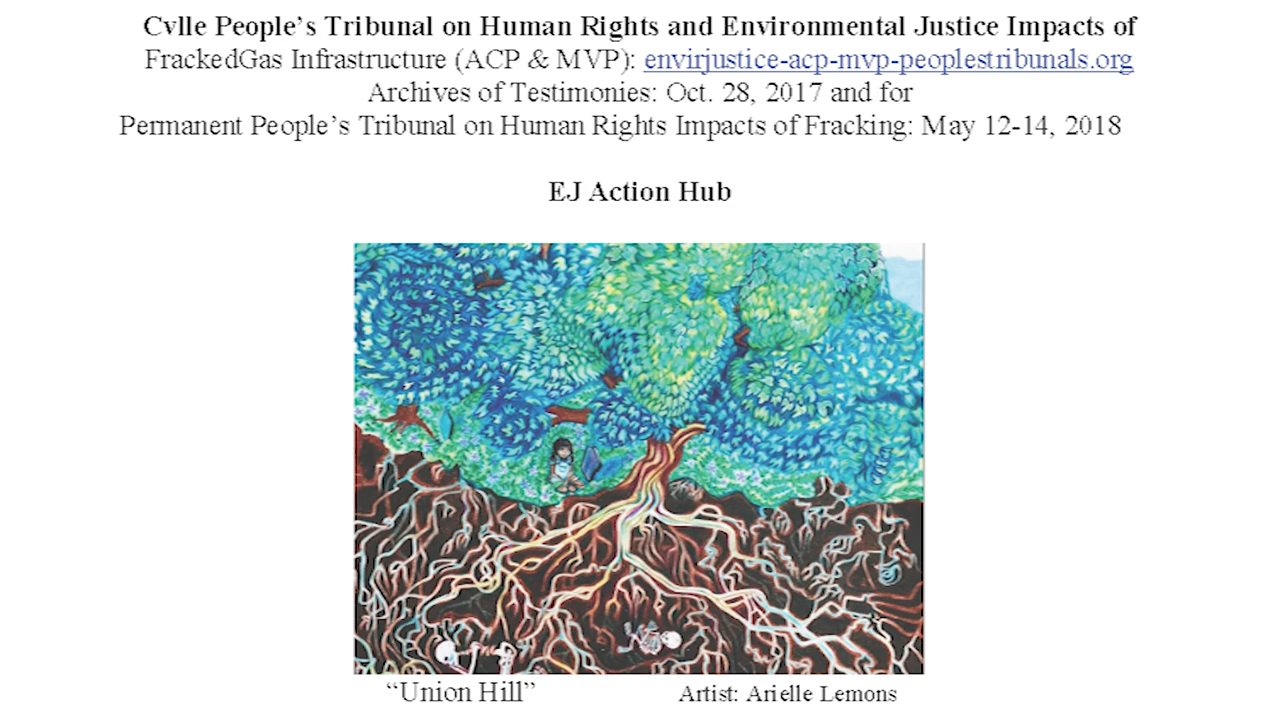 Cvlle People’s Tribunal on Human Rights and Environmental Justice Impacts of
FrackedGas Infrastructure (ACP & MVP): envirjustice-acp-mvp-peoplestribunals.org
Archives of Testimonies: Oct. 28, 2017 and for
Permanent People’s Tribunal on Human Rights Impacts of Fracking: May 12-14, 2018
EJ Action Hub
“Union Hill” Artist: Arielle Lemons